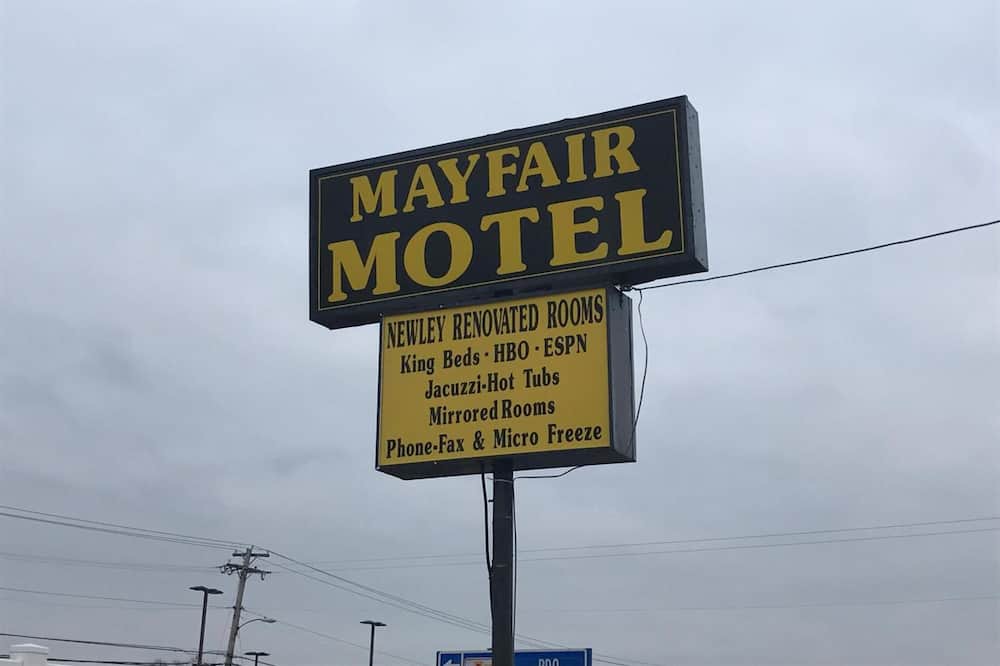 MAYFAIR
MOTEL
NEWLEY RENOVATED ROOMS
King Beds · HBO · ESPN
Jacuzzi-Hot Tubs
Mirrored Rooms
Phone-Fax & Micro Freeze